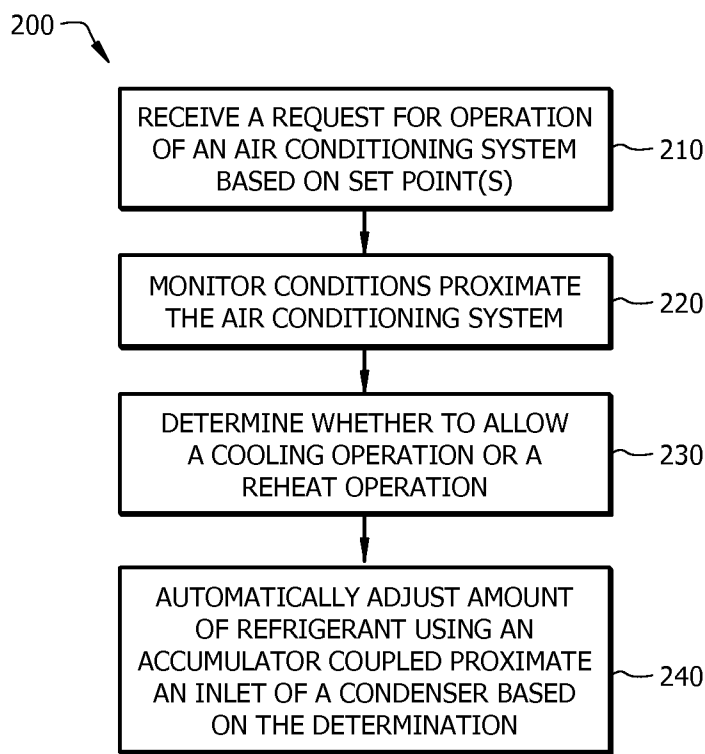 200
RECEIVE A REQUEST FOR OPERATION
OF AN AIR CONDITIONING SYSTEM
BASED ON SET POINT(S)
210
MONITOR CONDITIONS PROXIMATE
THE AIR CONDITIONING SYSTEM
220
DETERMINE WHETHER TO ALLOW
A COOLING OPERATION OR A
REHEAT OPERATION
230
AUTOMATICALLY ADJUST AMOUNT
OF REFRIGERANT USING AN
ACCUMULATOR COUPLED PROXIMATE
AN INLET OF A CONDENSER BASED
ON THE DETERMINATION
240